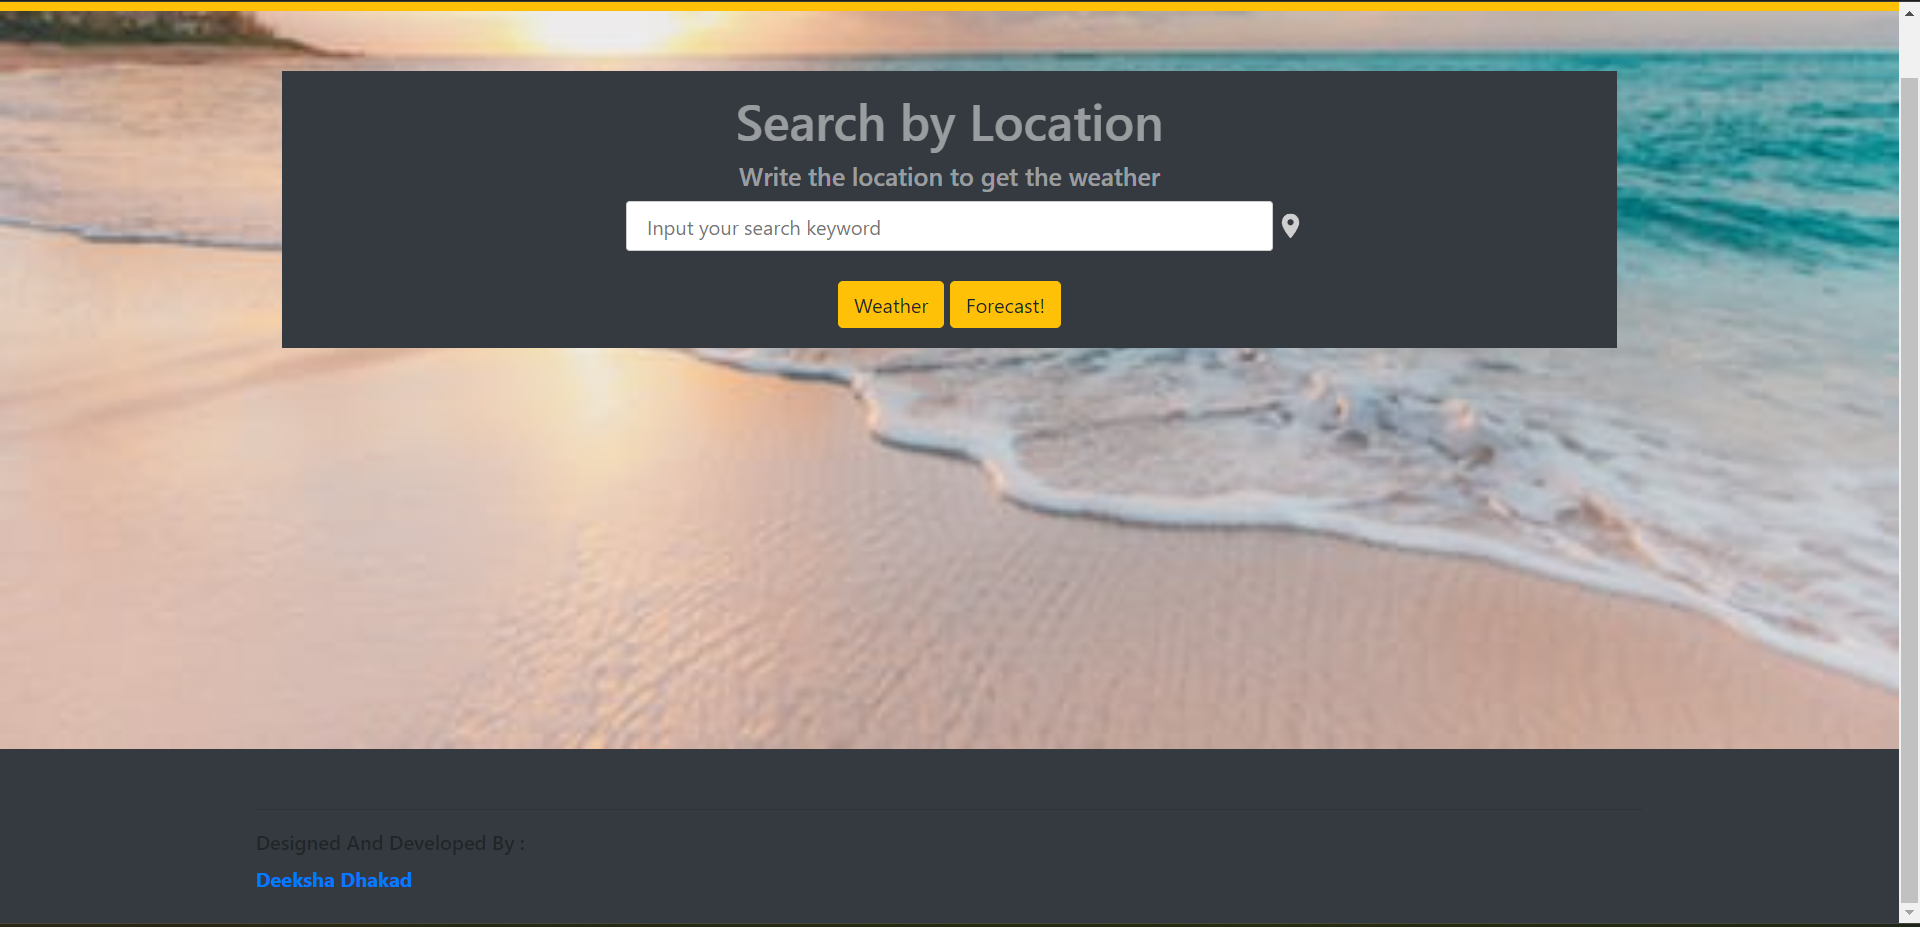 Search by Location
Write the location to get the weather
Input your search keyword
Weather Forecast!
Designed And Developed By :
Deeksha Dhakad